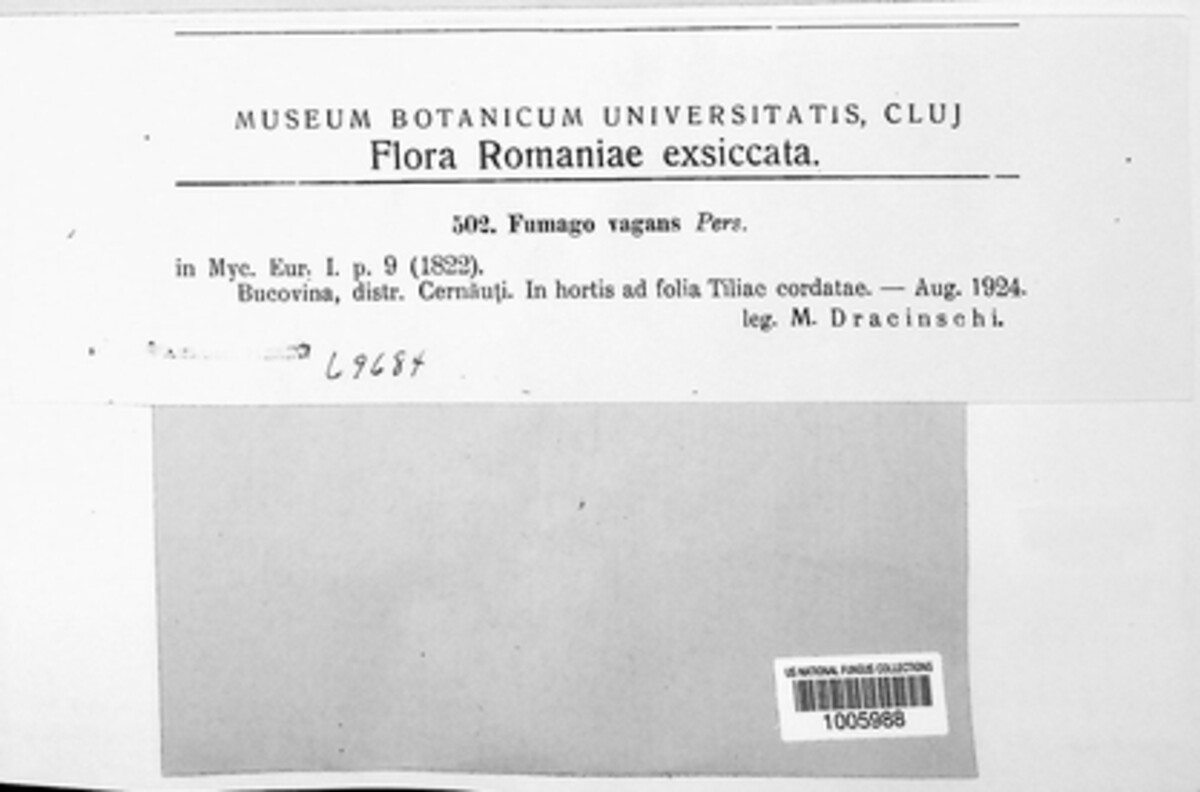 MUSEUM BOTANICUM UNIVERSITATIS, CLUJ
Flora Romaniae exsiccata.
502. Fumago vagans Pers.
in Myc. Eur. I. p. 9 (1822).
Bucovina, distr. Cernăuţi. In hortis ad folia Tiliae cordatae. — Aug. 1924.
leg. M. Dracinschi.
69684
US NATIONAL FUNGUS COLLECTIONS
1005988